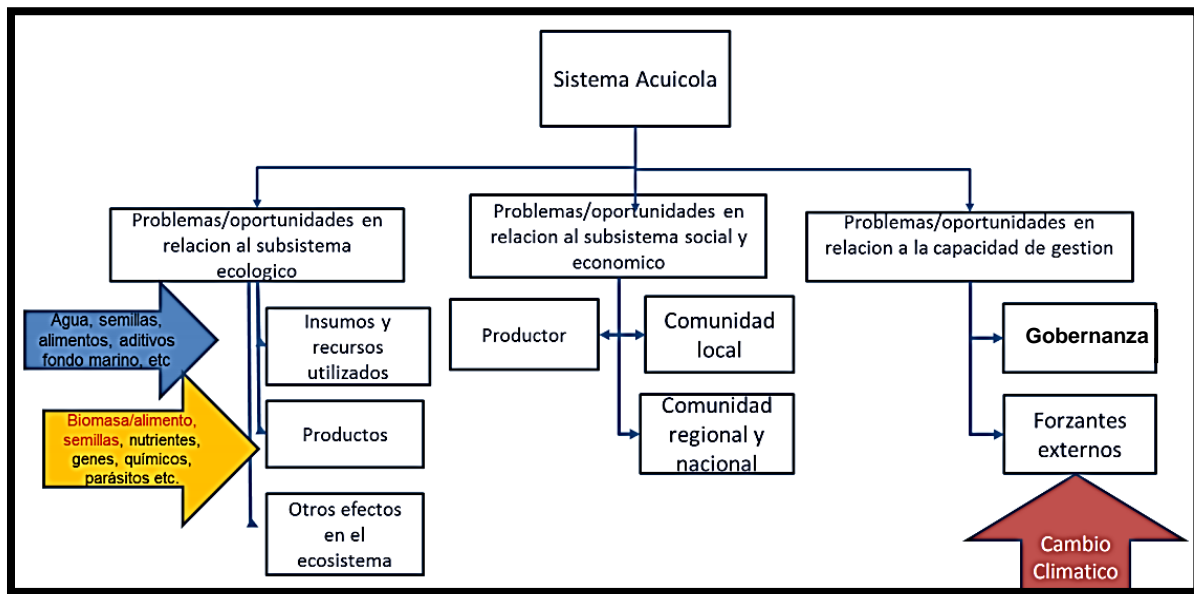 Sistema Acuicola
Problemas/oportunidades en
relacion al subsistema
ecologico
Problemas/oportunidades en
relacion al subsistema social y
economico
Problemas/oportunidades en
relacion a la capacidad de gestion
Agua, semillas,
alimentos, aditivos
fondo marino, etc
Insumos y
recursos
utilizados
Biomasa/alimento,
semillas, nutrientes,
genes, químicos,
parásitos etc.
Productos
Otros efectos
en el
ecosistema
Productor
Comunidad
local
Comunidad
regional y
nacional
Gobernanza
Forzantes
externos
Cambio
Climatico